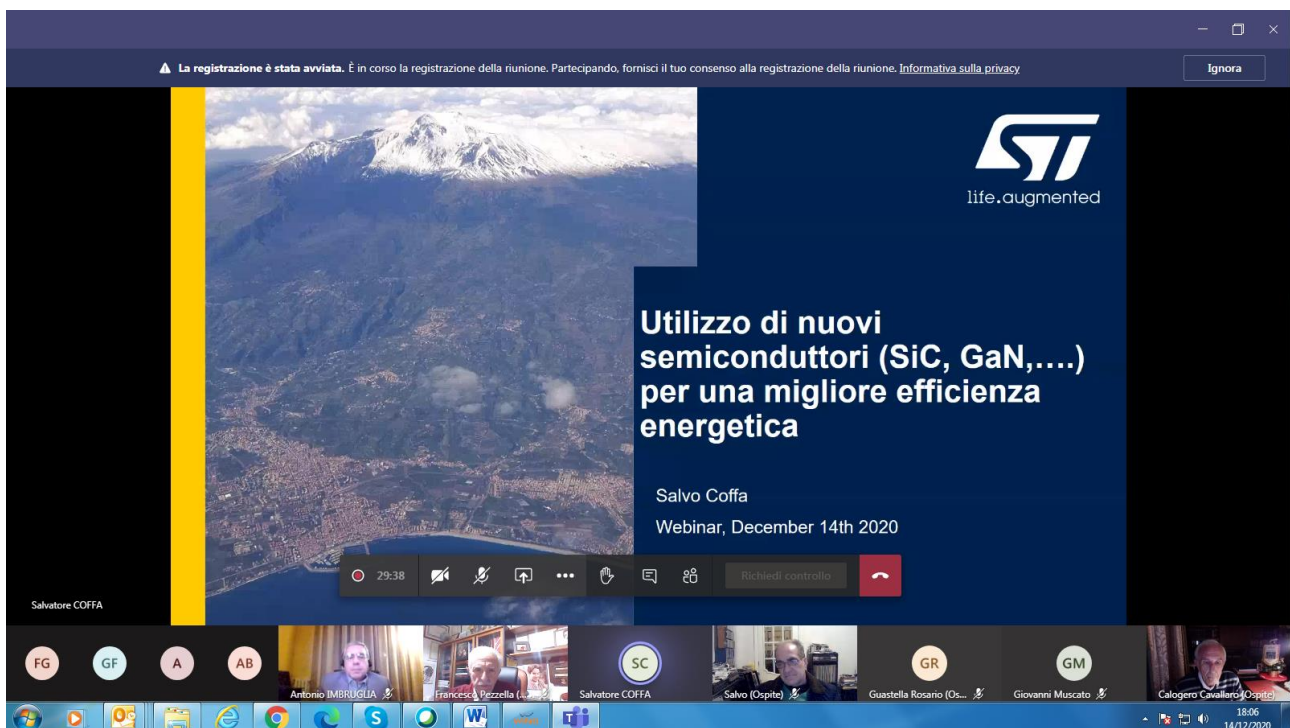 La registrazione è stata avviata. È in corso la registrazione della riunione. Partecipando, fornisci il tuo consenso alla registrazione della riunione. Informativa sulla privacy
Ignora
ST
life.augmented
Utilizzo di nuovi
semiconduttori (SiC, GaN,....)
per una migliore efficienza
energetica
Salvo Coffa
Webinar, December 14th 2020
29:38
Richiedi controllo
Salvatore COFFA
FG
GF
A
AB
Antonio IMBRUGLIA
Francesco Pezzella
SC
Salvatore COFFA
Salvo (Ospite)
GR
Guastella Rosario (Os...
GM
Giovanni Muscato
Calogero Cavallaro (Ospite)
18:06
14/12/2020